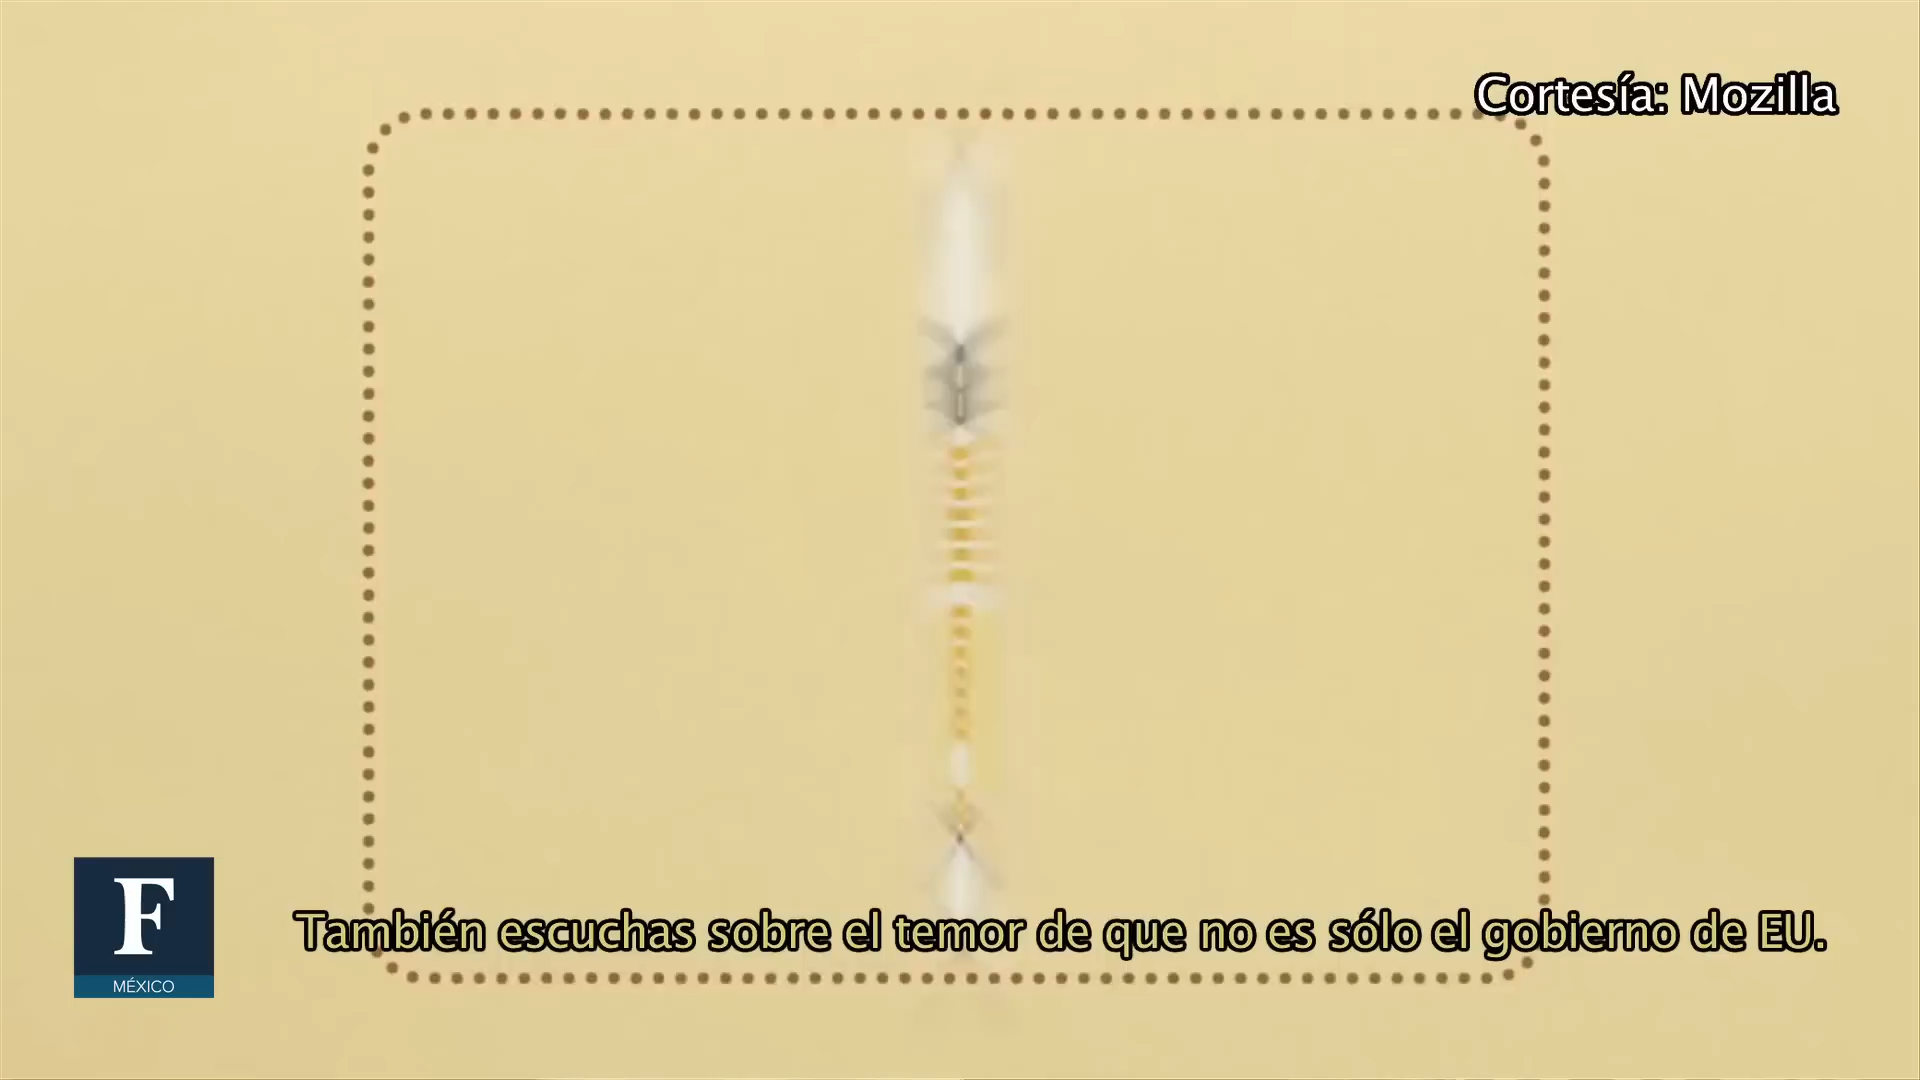 Cortesía: Mozilla
F
MÉXICO
También escuchas sobre el temor de que no es sólo el gobierno de EU.